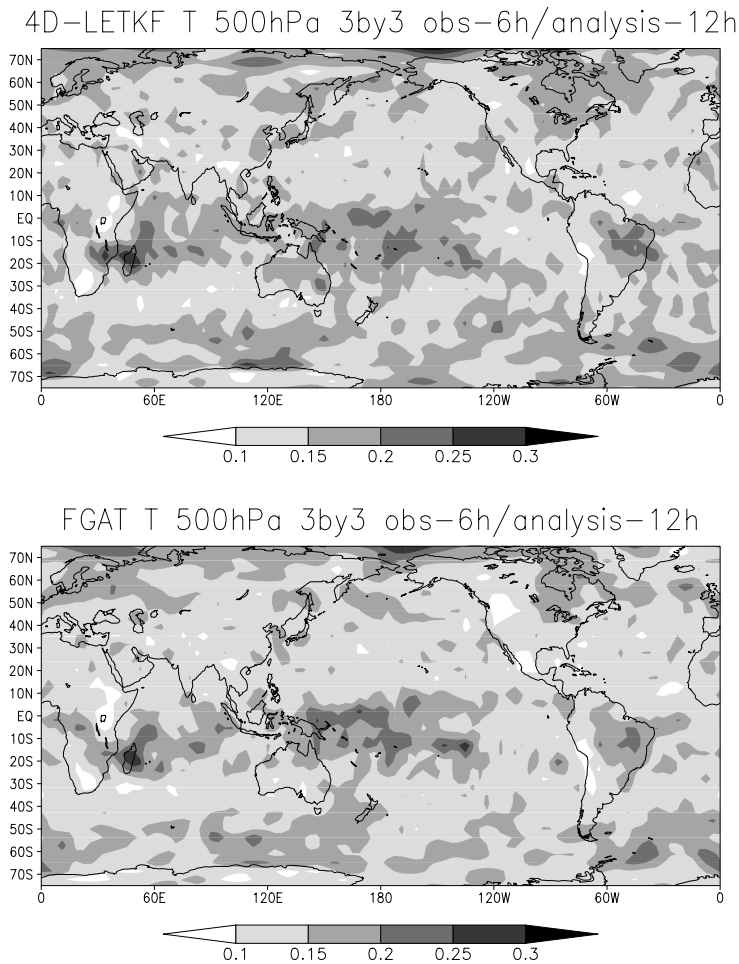 4D-LETKF T 500hPa 3by3 obs-6h/analysis-12h
70N
60N
50N
40N
30N
20N
10N
EQ
10S
20S
30S
40S
50S
60S
70S
0 60E 120E 180 120W 60W 0
0.1 0.15 0.2 0.25 0.3
FGAT T 500hPa 3by3 obs-6h/analysis-12h
70N
60N
50N
40N
30N
20N
10N
EQ
10S
20S
30S
40S
50S
60S
70S
0 60E 120E 180 120W 60W 0
0.1 0.15 0.2 0.25 0.3